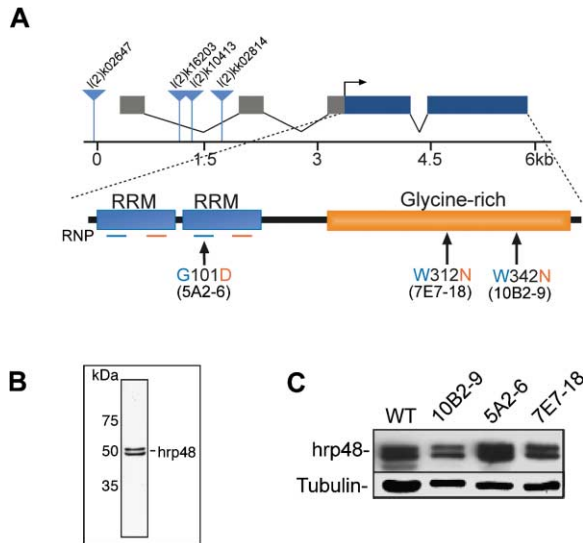 A
l(2)k02647
l(2)k16203
l(2)k10413
l(2)kk02814
0 1.5 3 4.5 6kb
RRM RRM Glycine-rich
RNP
G101D W312N W342N
(5A2-6) (7E7-18) (10B2-9)
B
kDa
75
50 -hrp48
35
C
WT 10B2-9 5A2-6 7E7-18
hrp48-
Tubulin-